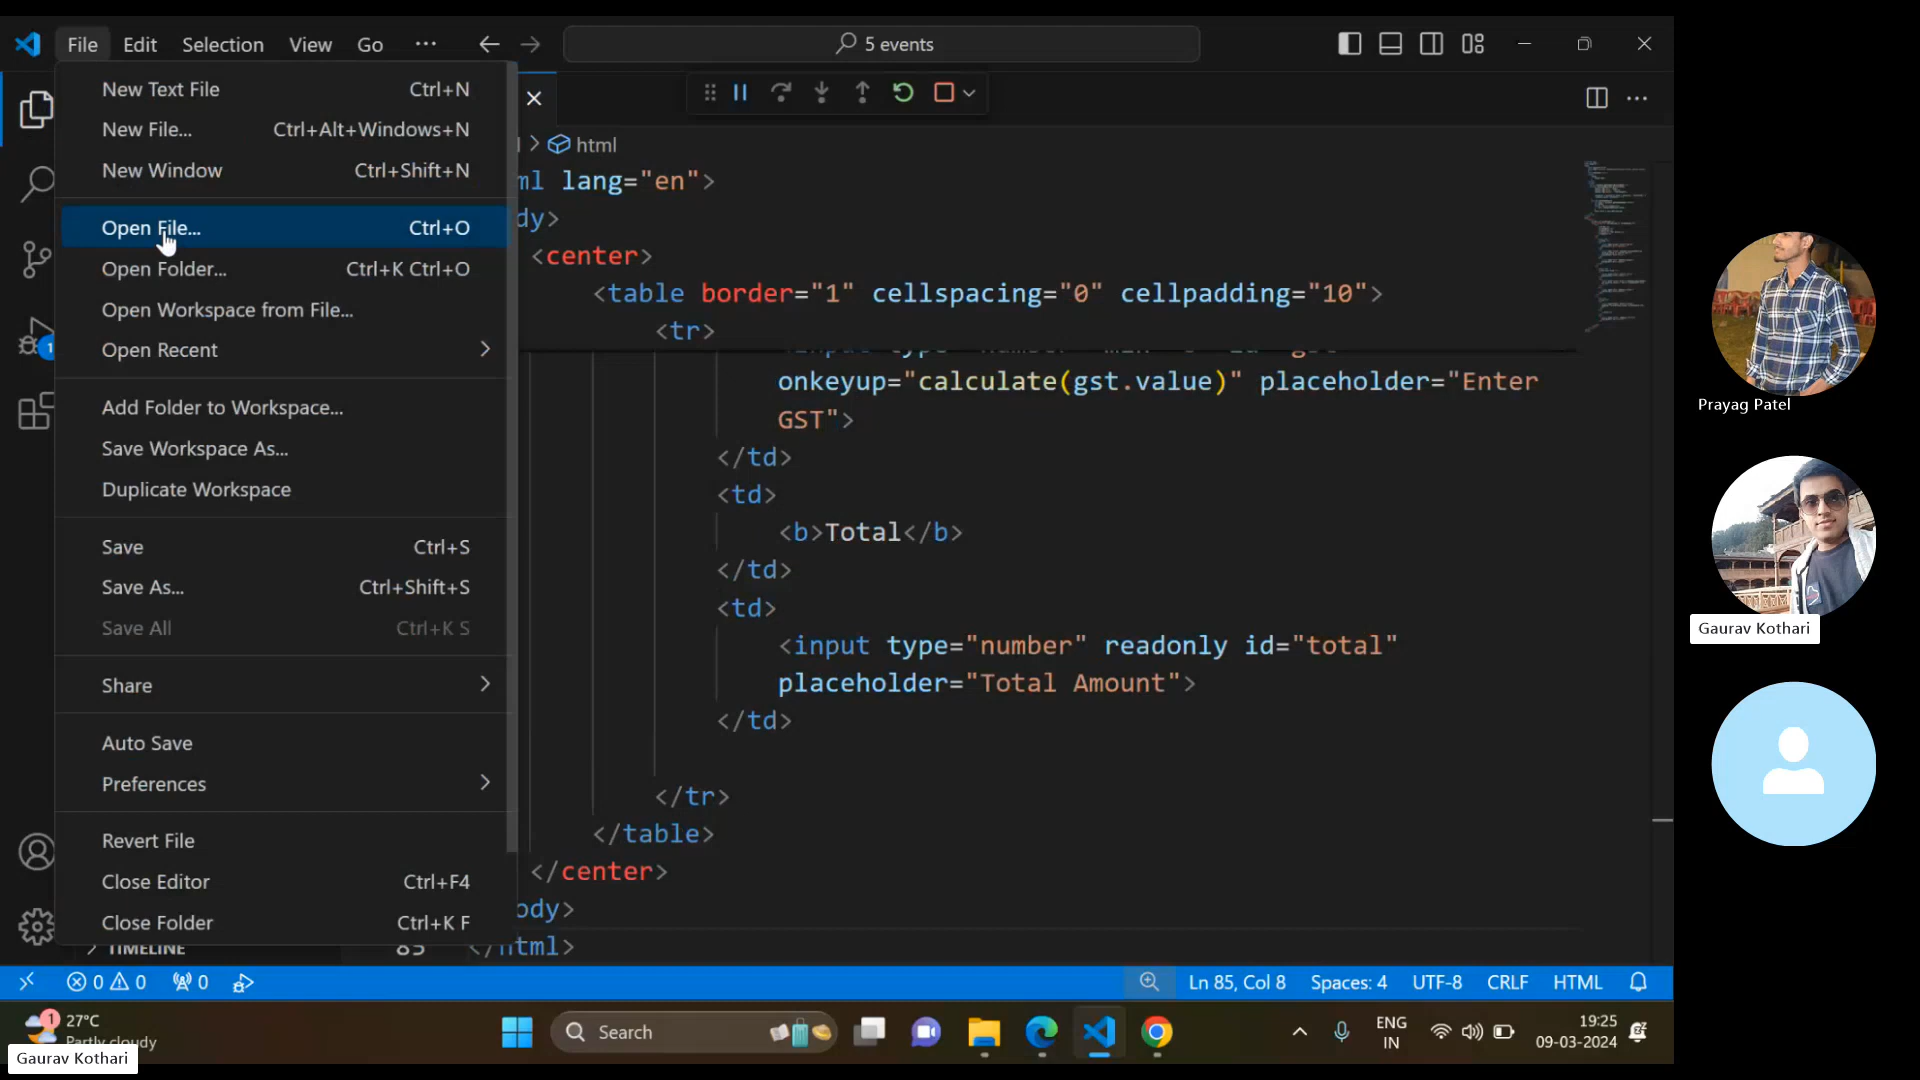 File Edit Selection View Go ··· 5 events
New Text File Ctrl+N
New File... Ctrl+Alt+Windows+N
New Window Ctrl+Shift+N
Open File... Ctrl+O
Open Folder... Ctrl+K Ctrl+O
Open Workspace from File...
Open Recent
Add Folder to Workspace...
Save Workspace As...
Duplicate Workspace
Save Ctrl+S
Save As... Ctrl+Shift+S
Save All Ctrl+K S
Share
Auto Save
Preferences
Revert File
Close Editor Ctrl+F4
Close Folder Ctrl+K F
TIMELINE
1
html
ml lang="en">
dy>
<center>
<table border="1" cellspacing="0" cellpadding="10">
<tr>
onkeyup="calculate(gst.value)" placeholder="Enter
GST">
</td>
<td>
<b>Total</b>
</td>
<td>
<input type="number" readonly id="total"
placeholder="Total Amount">
</td>
</tr>
</table>
</center>
ody>
85 </html>
0 0 0 Ln 85, Col 8 Spaces: 4 UTF-8 CRLF HTML
1 27°C
Partly cloudy
Search
ENG
IN
19:25
09-03-2024
Gaurav Kothari
Prayag Patel
Gaurav Kothari